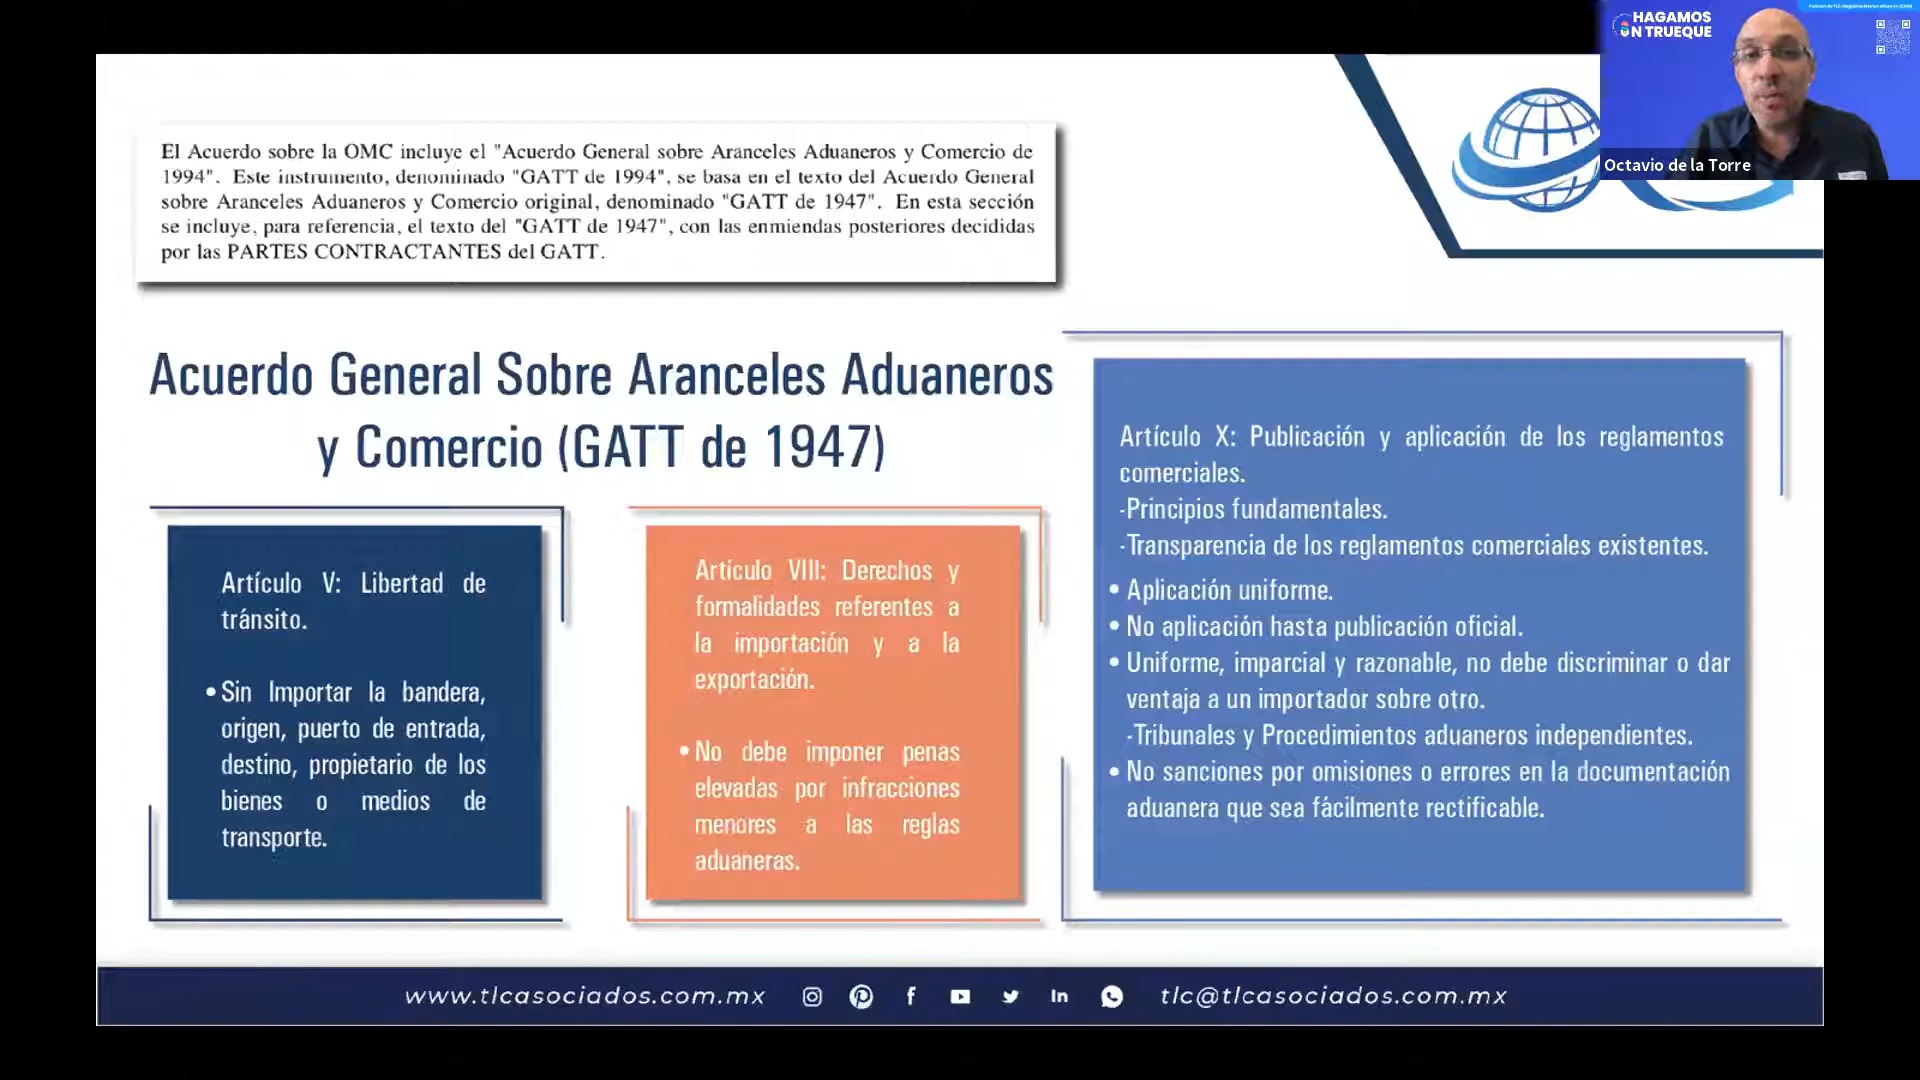 HAGAMOS
UN TRUEQUE
Octavio de la Torre
El Acuerdo sobre la OMC incluye el "Acuerdo General sobre Aranceles Aduaneros y Comercio de
1994". Este instrumento, denominado "GATT de 1994", se basa en el texto del Acuerdo General
sobre Aranceles Aduaneros y Comercio original, denominado "GATT de 1947". En esta sección
se incluye, para referencia, el texto del "GATT de 1947", con las enmiendas posteriores decididas
por las PARTES CONTRACTANTES del GATT.
Acuerdo General Sobre Aranceles Aduaneros
y Comercio (GATT de 1947)
Artículo V: Libertad de
tránsito.
•Sin Importar la bandera,
origen, puerto de entrada,
destino, propietario de los
bienes o medios de
transporte.
Artículo VIII: Derechos y
formalidades referentes a
la importación y a la
exportación.
•No debe imponer penas
elevadas por infracciones
menores a las reglas
aduaneras.
Artículo X: Publicación y aplicación de los reglamentos
comerciales.
-Principios fundamentales.
-Transparencia de los reglamentos comerciales existentes.
• Aplicación uniforme.
• No aplicación hasta publicación oficial.
• Uniforme, imparcial y razonable, no debe discriminar o dar
ventaja a un importador sobre otro.
-Tribunales y Procedimientos aduaneros independientes.
• No sanciones por omisiones o errores en la documentación
aduanera que sea fácilmente rectificable.
www.tlcasociados.com.mx
tlc@tlcasociados.com.mx